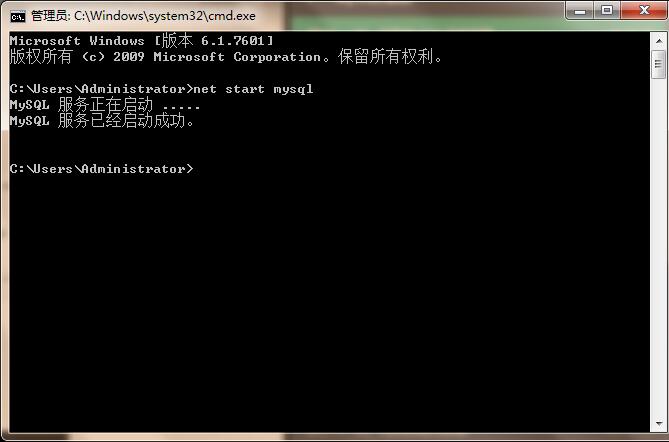 管理员: C:\Windows\system32\cmd.exe
Microsoft Windows [版本 6.1.7601]
版权所有 (c) 2009 Microsoft Corporation。保留所有权利。
C:\Users\Administrator>net start mysql
MySQL 服务正在启动 .....
MySQL 服务已经启动成功。
C:\Users\Administrator>